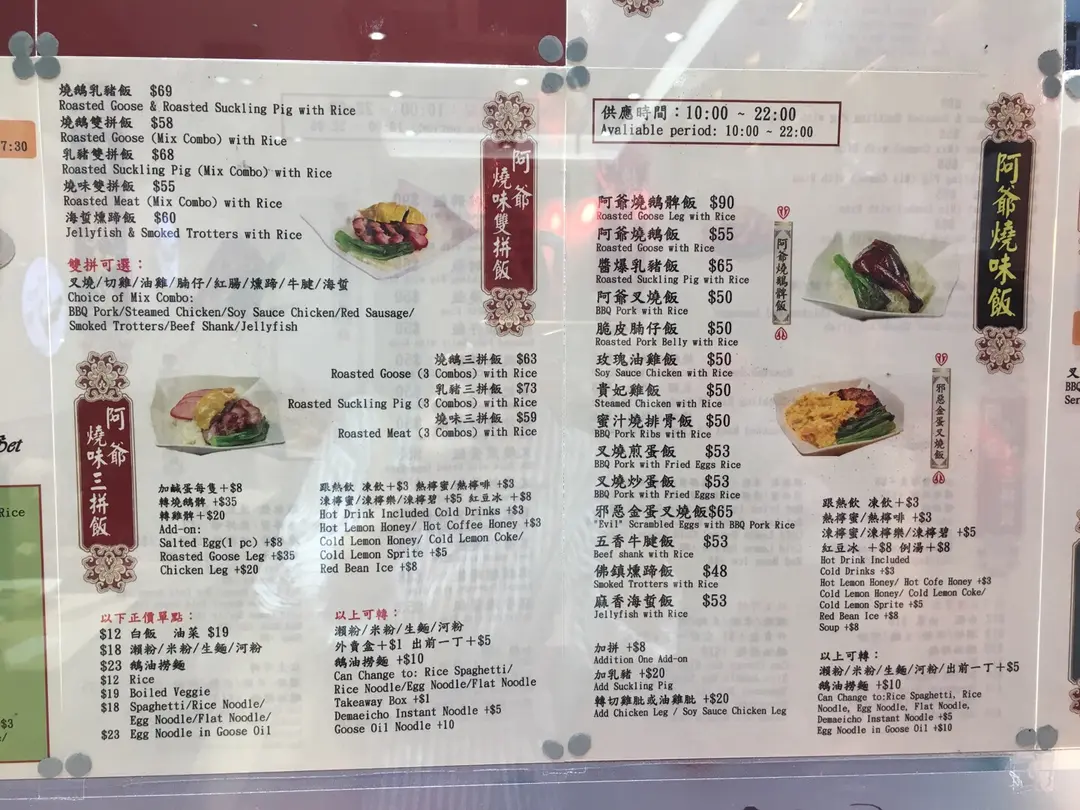 燒鵝乳豬飯 $69
Roasted Goose & Roasted Suckling Pig with Rice
燒鵝雙拼飯 $58
Roasted Goose (Mix Combo) with Rice
乳豬雙拼飯 $68
Roasted Suckling Pig (Mix Combo) with Rice
燒味雙拼飯 $55
Roasted Meat (Mix Combo) with Rice
海蜇燻蹄飯 $60
Jellyfish & Smoked Trotters with Rice
雙拼可選：
叉燒/切雞/油雞/腩仔/紅腸/燻蹄/牛腱/海蜇
Choice of Mix Combo:
BBQ Pork/Steamed Chicken/Soy Sauce Chicken/Red Sausage/
Smoked Trotters/Beef Shank/Jellyfish
阿爺
燒味雙拼飯
7:30
燒鵝三拼飯 $63
Roasted Goose (3 Combos) with Rice
乳豬三拼飯 $73
Roasted Suckling Pig (3 Combos) with Rice
燒味三拼飯 $59
Roasted Meat (3 Combos) with Rice
阿爺
燒味三拼飯
加鹹蛋每隻+$8
轉燒鵝髀 +$35
轉雞髀+$20
Add-on:
Salted Egg(1 pc) +$8
Roasted Goose Leg +$35
Chicken Leg +$20
跟熱飲 凍飲+$3 熱檸蜜/熱檸啡 +$3
凍檸蜜/凍檸樂/凍檸碧 +$5 紅豆冰 +$8
Hot Drink Included Cold Drinks +$3
Hot Lemon Honey/ Hot Coffee Honey +$3
Cold Lemon Honey/ Cold Lemon Coke/
Cold Lemon Sprite +$5
Red Bean Ice +$8
以下正價單點：
$12 白飯 油菜 $19
$18 瀨粉/米粉/生麵/河粉
$23 鵝油撈麵
$12 Rice
$19 Boiled Veggie
$18 Spaghetti/Rice Noodle/
Egg Noodle/Flat Noodle/
$23 Egg Noodle in Goose Oil
以上可轉：
瀨粉/米粉/生麵/河粉
外賣盒+$1 出前一丁+$5
鵝油撈麵 +$10
Can Change to: Rice Spaghetti/
Rice Noodle/Egg Noodle/Flat Noodle
Takeaway Box +$1
Demaeicho Instant Noodle +$5
Goose Oil Noodle +10
Rice
$3
供應時間：10:00 ~ 22:00
Avaliable period: 10:00 ~ 22:00
阿爺燒味飯
阿爺燒鵝髀飯 $90
Roasted Goose Leg with Rice
阿爺燒鵝飯 $55
Roasted Goose with Rice
醬爆乳豬飯 $65
Roasted Suckling Pig with Rice
阿爺叉燒飯 $50
BBQ Pork with Rice
脆皮腩仔飯 $50
Roasted Pork Belly with Rice
玫瑰油雞飯 $50
Soy Sauce Chicken with Rice
貴妃雞飯 $50
Steamed Chicken with Rice
蜜汁燒排骨飯 $50
BBQ Pork Ribs with Rice
叉燒煎蛋飯 $53
BBQ Pork with Fried Eggs Rice
叉燒炒蛋飯 $53
BBQ Pork with Fried Eggs Rice
邪惡金蛋叉燒飯$65
"Evil" Scrambled Eggs with BBQ Pork Rice
五香牛腱飯 $53
Beef shank with Rice
佛鎮燻蹄飯 $48
Smoked Trotters with Rice
麻香海蜇飯 $53
Jellyfish with Rice
加拼 +$8
Addition One Add-on
加乳豬 +$20
Add Suckling Pig
轉切雞肶或油雞肶 +$20
Add Chicken Leg / Soy Sauce Chicken Leg
阿爺燒鵝髀飯
邪惡金蛋叉燒飯
跟熱飲 凍飲+$3
熱檸蜜/熱檸啡 +$3
凍檸蜜/凍檸樂/凍檸碧 +$5
紅豆冰 +$8 例湯+$8
Hot Drink Included
Cold Drinks +$3
Hot Lemon Honey/ Hot Cofe Honey +$3
Cold Lemon Honey/ Cold Lemon Coke/
Cold Lemon Sprite +$5
Red Bean Ice +$8
Soup +$8
以上可轉：
瀨粉/米粉/生麵/河粉/出前一丁+$5
鵝油撈麵 +$10
Can Change to:Rice Spaghetti, Rice
Noodle, Egg Noodle, Flat Noodle,
Demaeicho Instant Noodle +$5
Egg Noodle in Goose Oil +$10